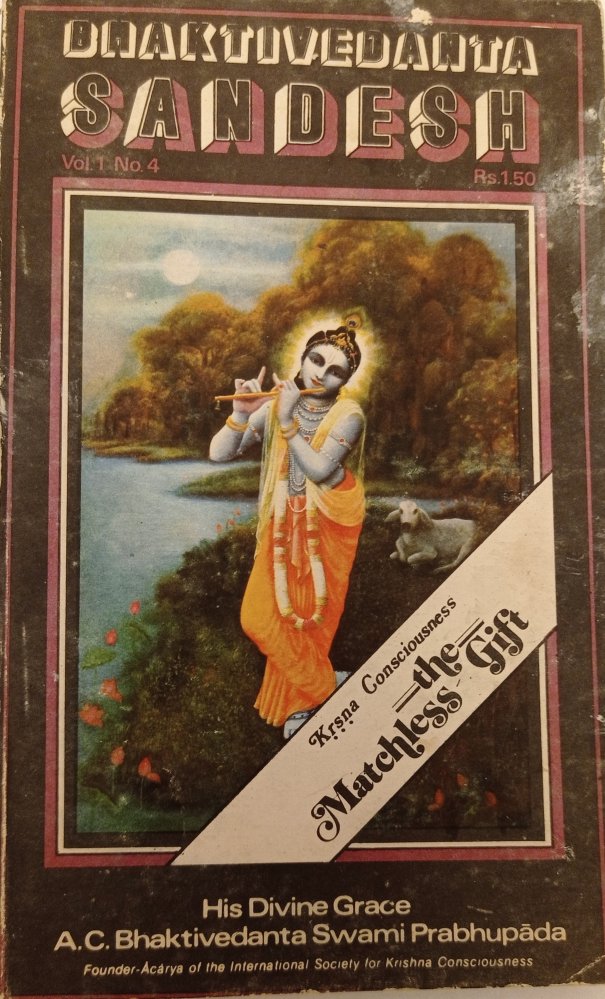 BHAKTIVEDANTA
SANDESH
Vol.1 No.4
Rs.1.50
Kṛṣṇa Consciousness
the
Matchless Gift
His Divine Grace
A.C. Bhaktivedanta Swami Prabhupāda
Founder-Ācārya of the International Society for Krishna Consciousness